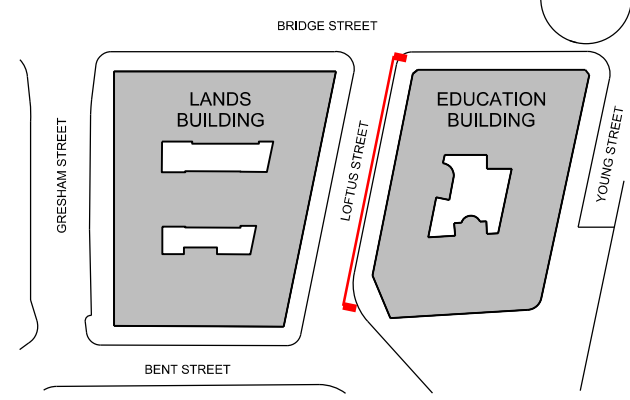 BRIDGE STREET
LANDS
BUILDING
EDUCATION
BUILDING
GRESHAM STREET
LOFTUS STREET
YOUNG STREET
BENT STREET